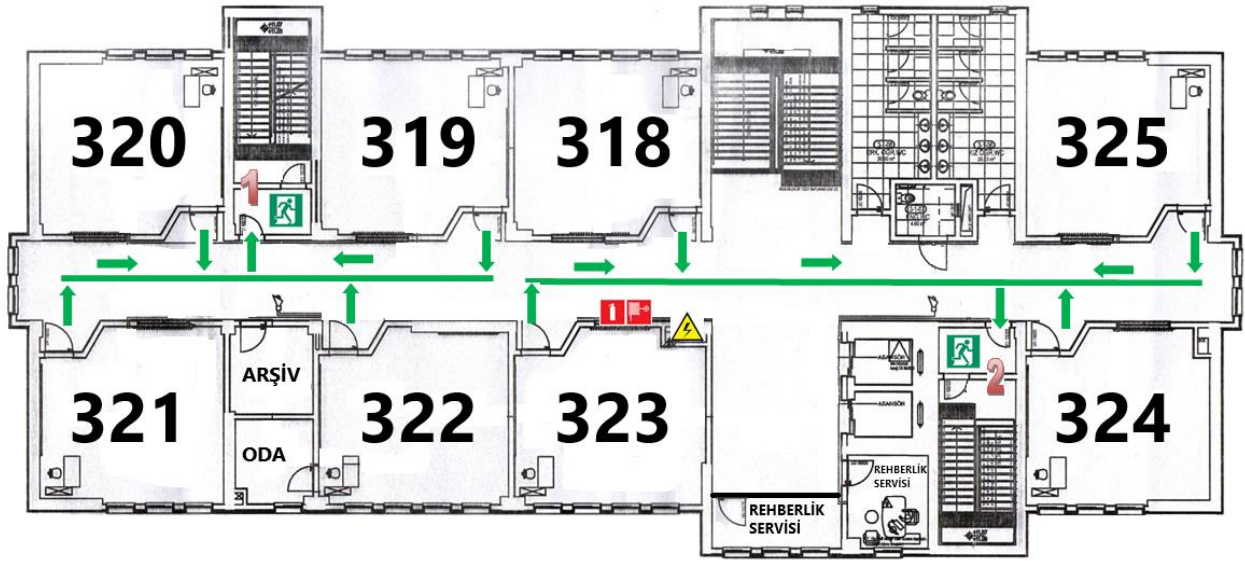 320
1
319
318
325
321
ARŞİV
ODA
322
323
ASANSÖR
ASANSÖR
2
324
REHBERLİK
SERVİSİ
REHBERLİK
SERVİSİ